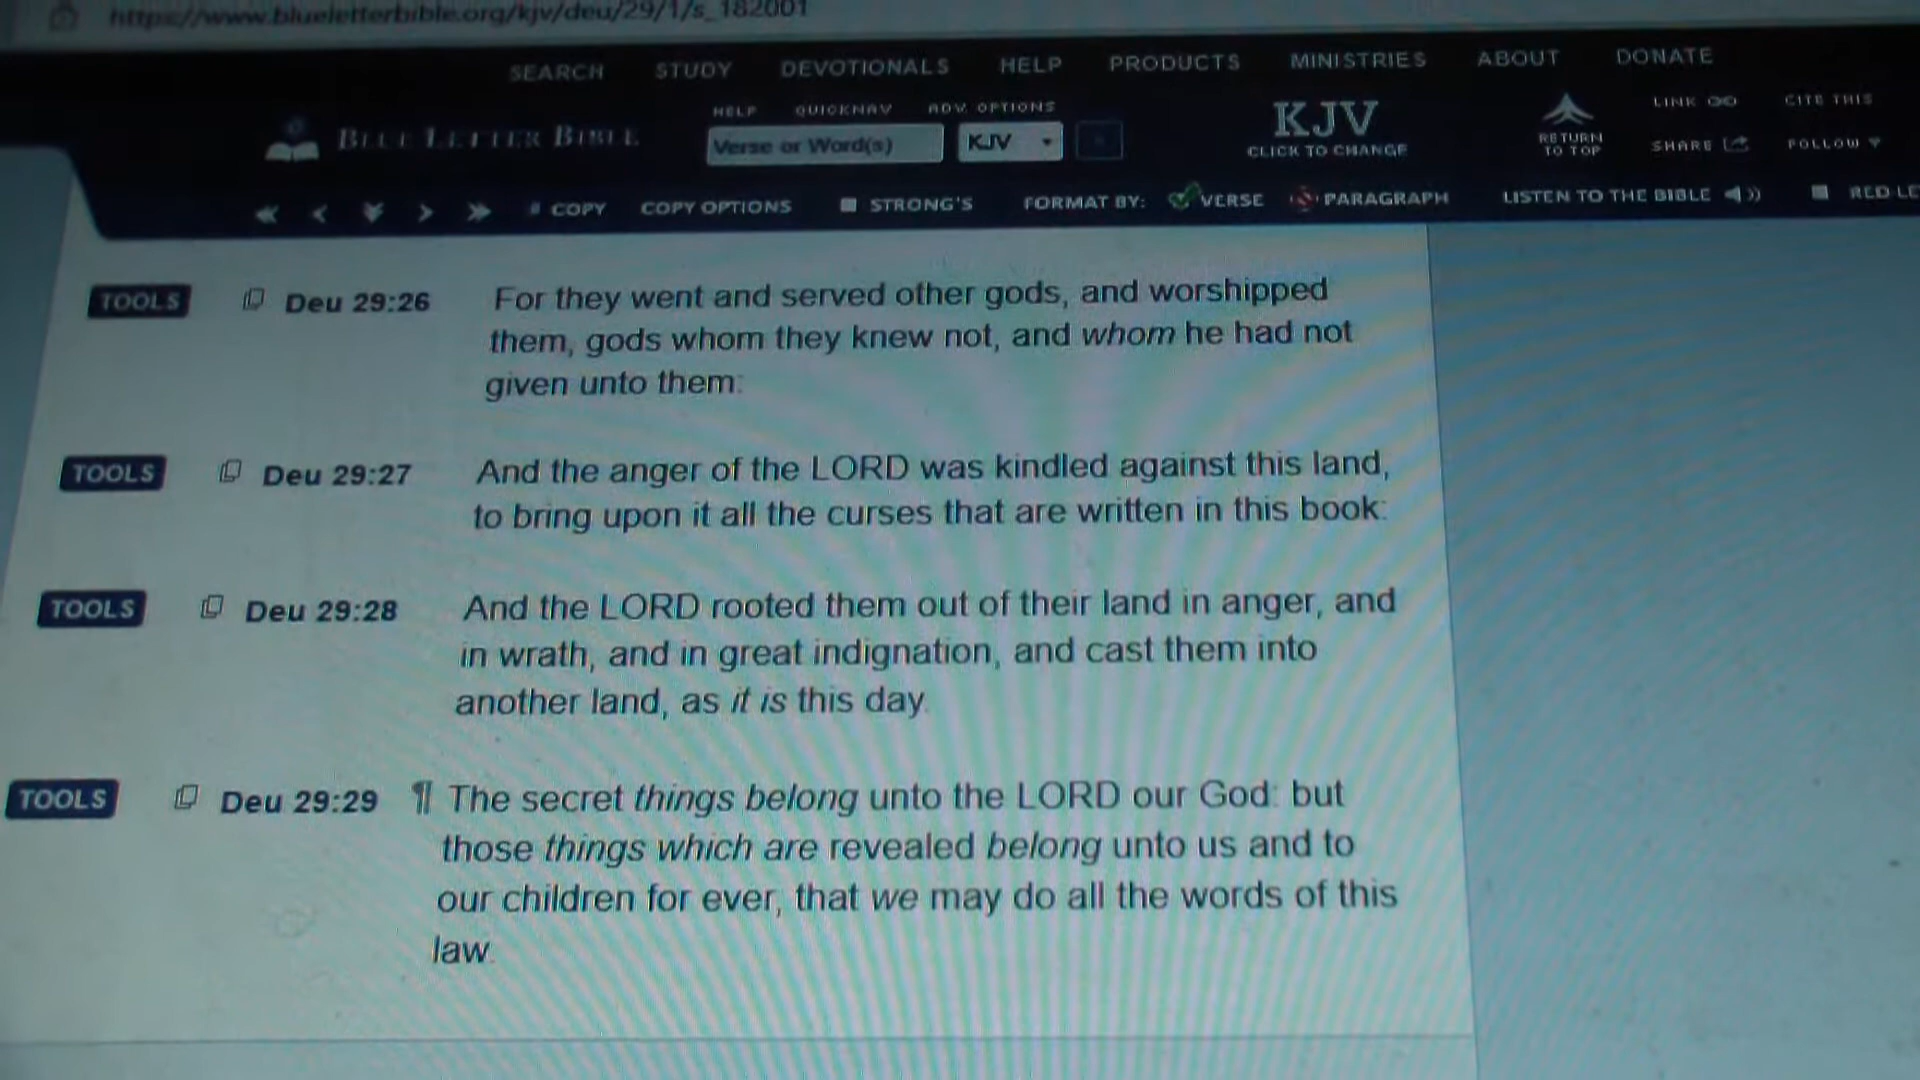 https://www.blueletterbible.org/kjv/deu/29/1/s_182001
SEARCH STUDY DEVOTIONALS HELP PRODUCTS MINISTRIES ABOUT DONATE
HELP QUICKNAV ADV. OPTIONS
BLUE LETTER BIBLE
Verse or Word(s)
KJV
KJV
CLICK TO CHANGE
RETURN
TO TOP
LINK
CITE THIS
SHARE
FOLLOW
COPY COPY OPTIONS STRONG'S FORMAT BY: VERSE PARAGRAPH LISTEN TO THE BIBLE RED LE
TOOLS Deu 29:26 For they went and served other gods, and worshipped
them, gods whom they knew not, and whom he had not
given unto them:
TOOLS Deu 29:27 And the anger of the LORD was kindled against this land,
to bring upon it all the curses that are written in this book:
TOOLS Deu 29:28 And the LORD rooted them out of their land in anger, and
in wrath, and in great indignation, and cast them into
another land, as it is this day.
TOOLS Deu 29:29 ¶ The secret things belong unto the LORD our God: but
those things which are revealed belong unto us and to
our children for ever, that we may do all the words of this
law.